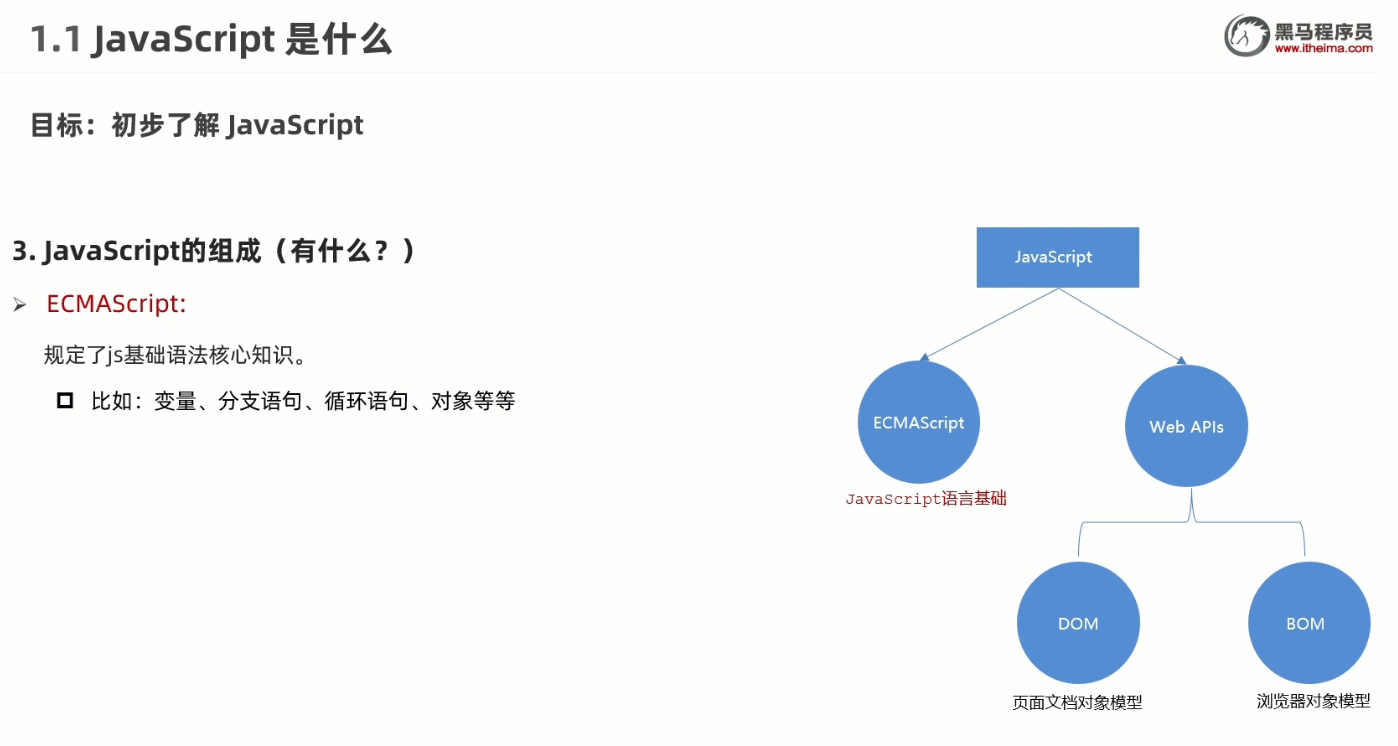 1.1 JavaScript 是什么
黑马程序员
www.itheima.com
目标：初步了解 JavaScript
3. JavaScript的组成（有什么？）
➢ ECMAScript:
规定了js基础语法核心知识。
比如：变量、分支语句、循环语句、对象等等
JavaScript
ECMAScript
Web APIs
JavaScript语言基础
DOM
BOM
页面文档对象模型
浏览器对象模型